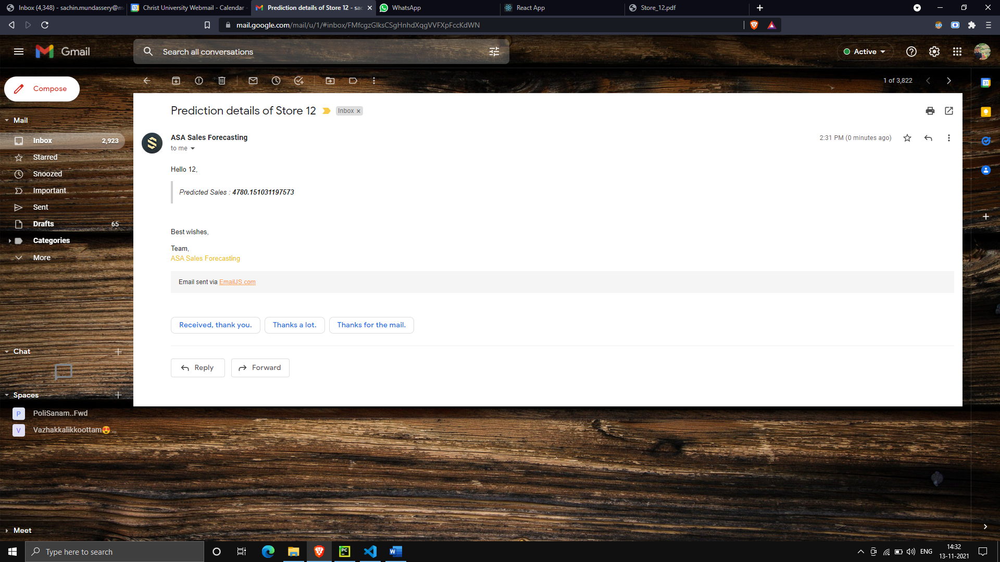 Inbox (4,348) - sachin.mundassery@m
Christ University Webmail - Calendar -
Prediction details of Store 12 - sac
WhatsApp
React App
Store_12.pdf
mail.google.com/mail/u/1/#inbox/FMfcgzGlksCSgHnhdXqgVVFXpFccKdWN
Gmail
Search all conversations
Active
Compose
1 of 3,822
Mail
Inbox 2,923
Starred
Snoozed
Important
Sent
Drafts 65
Categories
More
Prediction details of Store 12
Inbox ×
ASA Sales Forecasting
2:31 PM (0 minutes ago)
to me
Hello 12,
Predicted Sales : 4780.151031197573
Best wishes,
Team,
ASA Sales Forecasting
Email sent via EmailJS.com
Received, thank you.
Thanks a lot.
Thanks for the mail.
Reply
Forward
Chat
Spaces
P PoliSanam..Fwd
V Vazhakkalikkoottam😍 ...
Meet
31
Type here to search
PC
W
ENG
14:32
13-11-2021